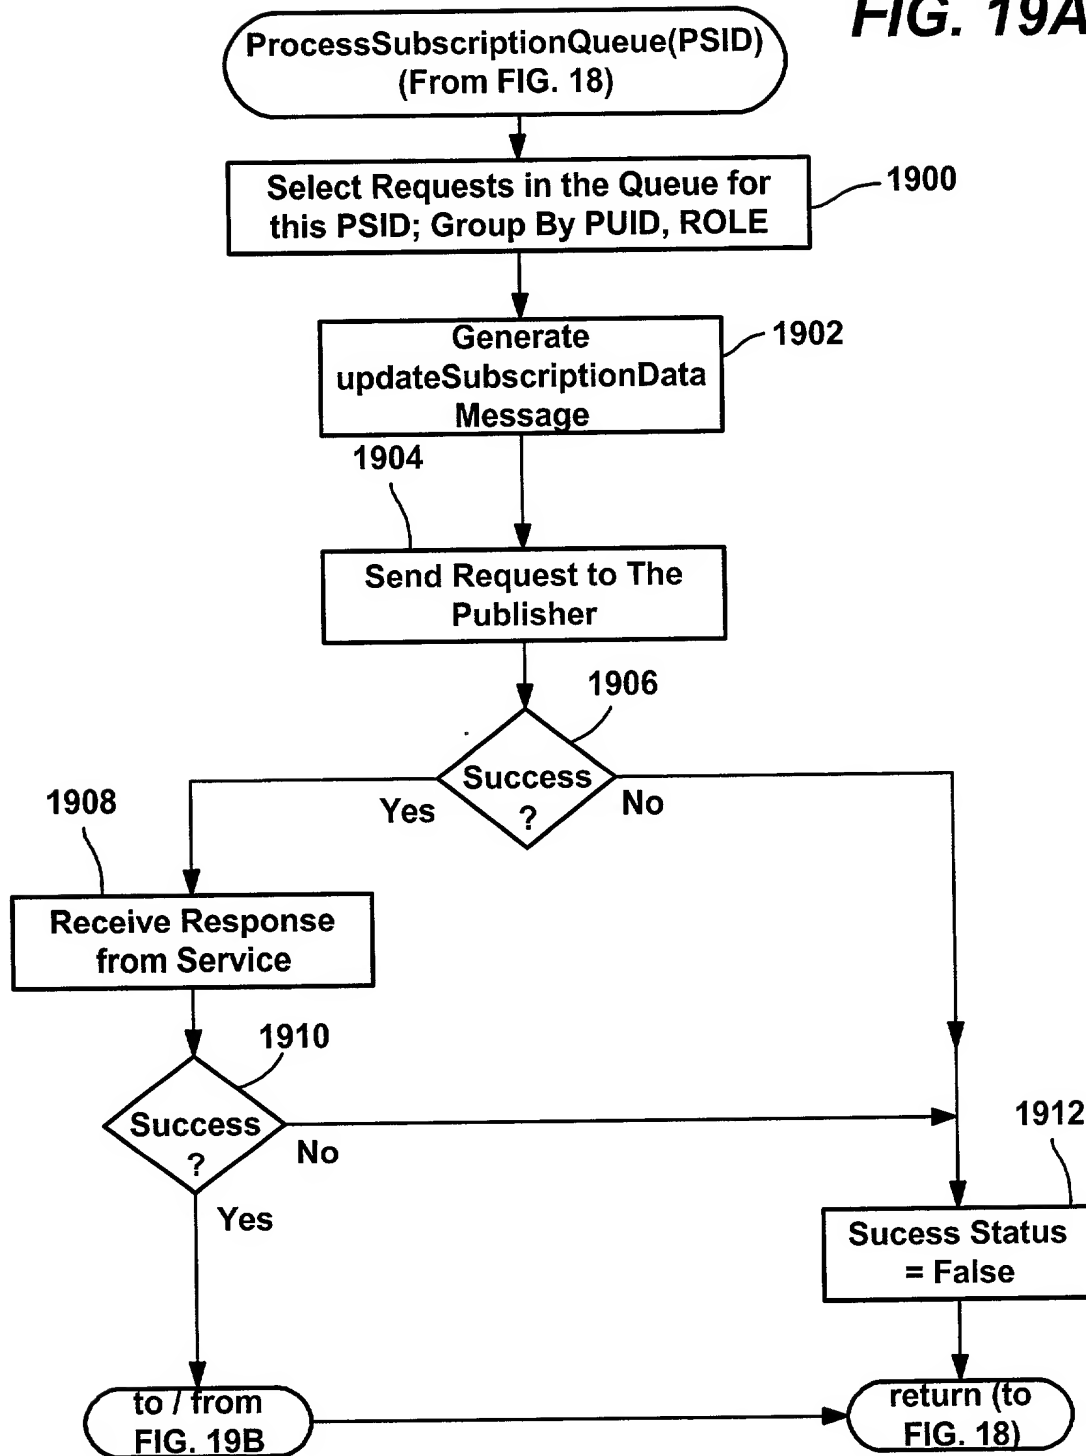 FIG. 19A
ProcessSubscriptionQueue(PSID)
(From FIG. 18)
Select Requests in the Queue for
this PSID; Group By PUID, ROLE
1900
Generate
updateSubscriptionData
Message
1902
1904
Send Request to The
Publisher
1906
Success
?
Yes
No
1908
Receive Response
from Service
1910
Success
?
No
Yes
1912
Sucess Status
= False
to / from
FIG. 19B
return (to
FIG. 18)